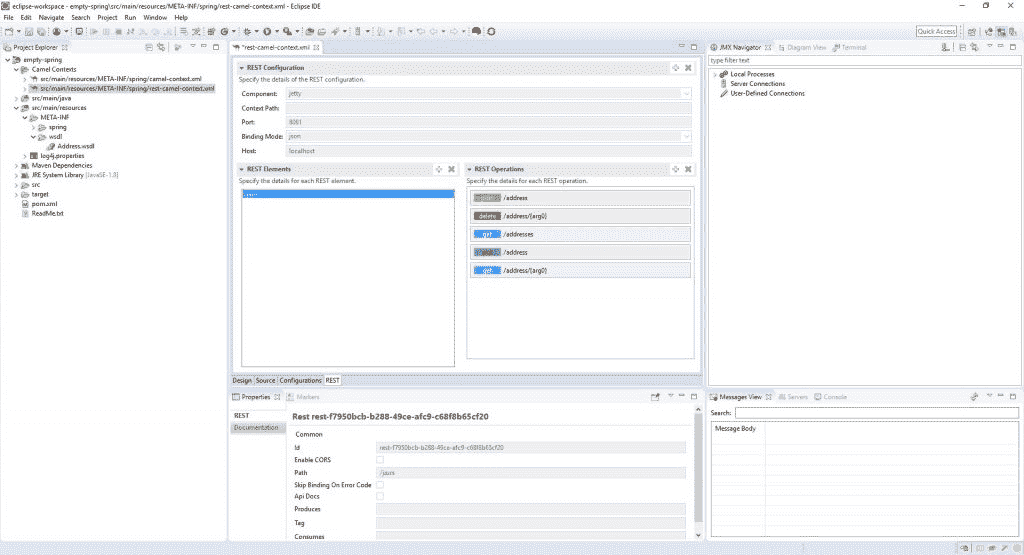 eclipse-workspace - empty-spring\src/main/resources/META-INF/spring/rest-camel-context.xml - Eclipse IDE
File Edit Navigate Search Project Run Window Help
Quick Access
Project Explorer
empty-spring
Camel Contexts
src/main/resources/META-INF/spring/camel-context.xml
src/main/resources/META-INF/spring/rest-camel-context.xml
src/main/java
src/main/resources
META-INF
spring
wsdl
Address.wsdl
log4j.properties
Maven Dependencies
JRE System Library [JavaSE-1.8]
src
target
pom.xml
ReadMe.txt
*rest-camel-context.xml
REST Configuration
Specify the details of the REST configuration.
Component: jetty
Context Path:
Port: 8081
Binding Mode: json
Host: localhost
REST Elements
Specify the details for each REST element.
REST Operations
Specify the details for each REST operation.
/address
delete /address/{arg0}
get /addresses
/address
get /address/{arg0}
Design Source Configurations REST
Properties Markers
REST
Documentation
Rest rest-f7950bcb-b288-49ce-afc9-c68f8b65cf20
Common
Id rest-f7950bcb-b288-49ce-afc9-c68f8b65cf20
Enable CORS
Path /jaxrs
Skip Binding On Error Code
Api Docs
Produces
Tag
Consumes
JMX Navigator Diagram View Terminal
type filter text
Local Processes
Server Connections
User-Defined Connections
Messages View Servers Console
Search:
Message Body